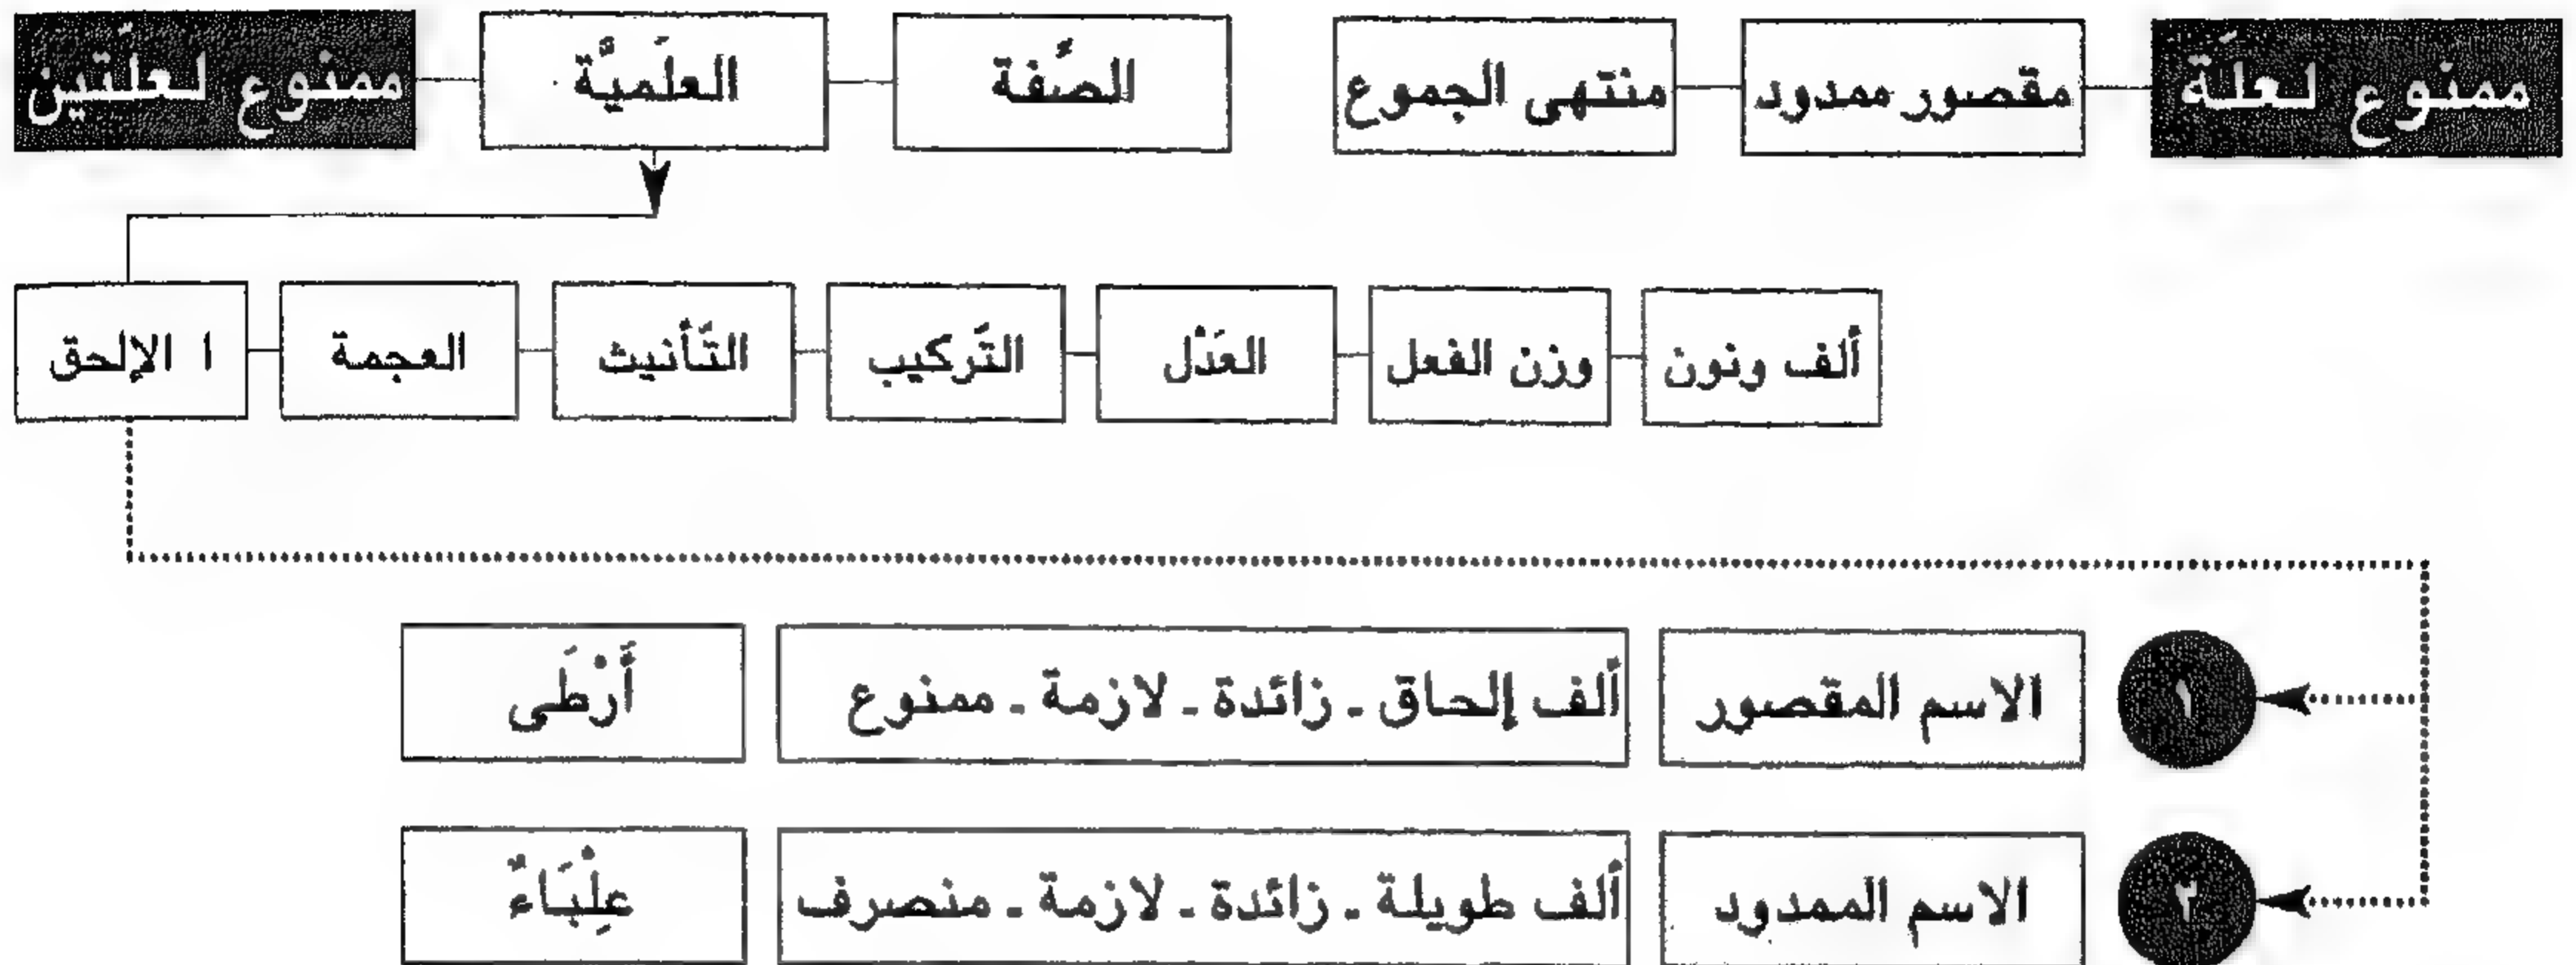 ممنوع لعلَة مقصور ممدود منتهى الجموع الصَّفة العلَميَّة ممنوع لعلَّتين
ألف ونون وزن الفعل العَدْل التَّركيب التَّأنيث العجمة ا الإلحق
١ الاسم المقصور ألف إلحاق ـ زائدة ـ لازمة ـ ممنوع أَرْطَى
٢ الاسم الممدود ألف طويلة ـ زائدة ـ لازمة ـ منصرف عِلْبَاءٌ